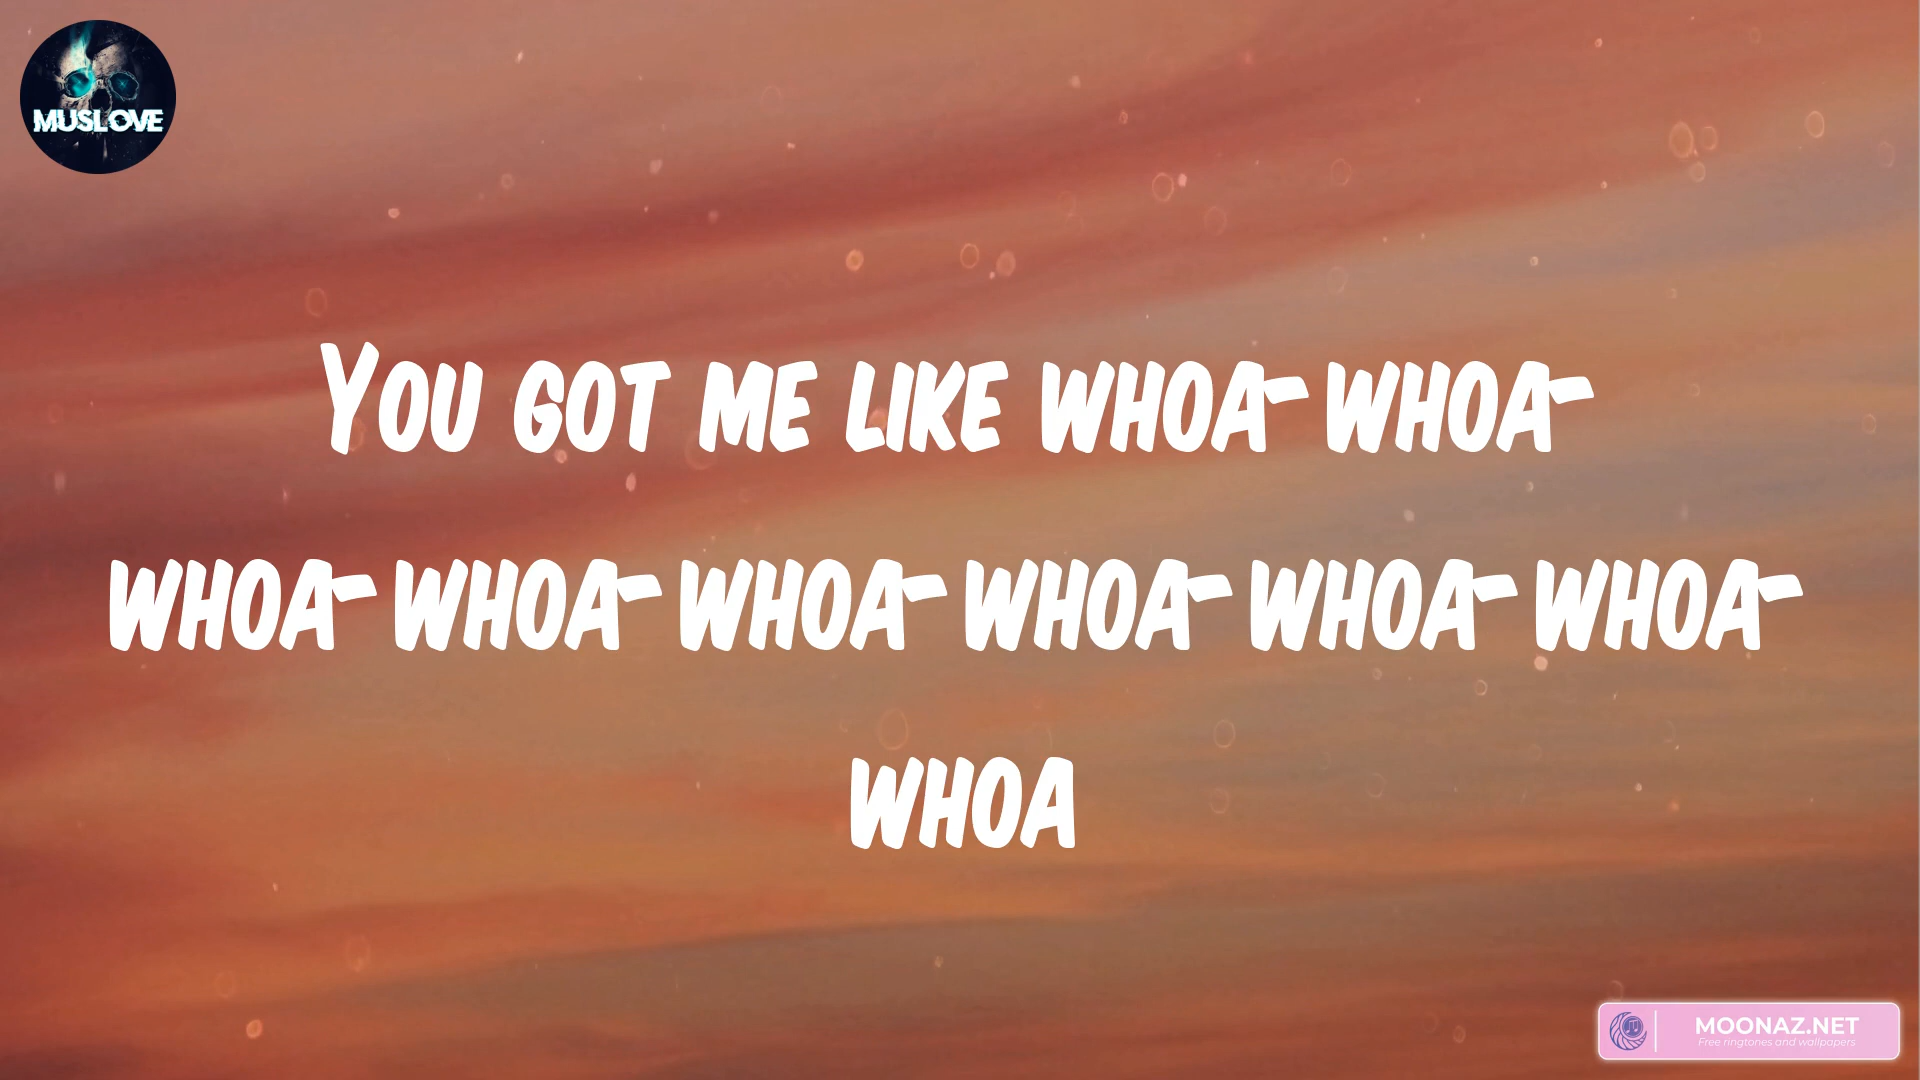 MUSLOVE
You got me like whoa-whoa-
whoa-whoa-whoa-whoa-whoa-whoa-
whoa
MOONAZ.NET
Free ringtones and wallpapers